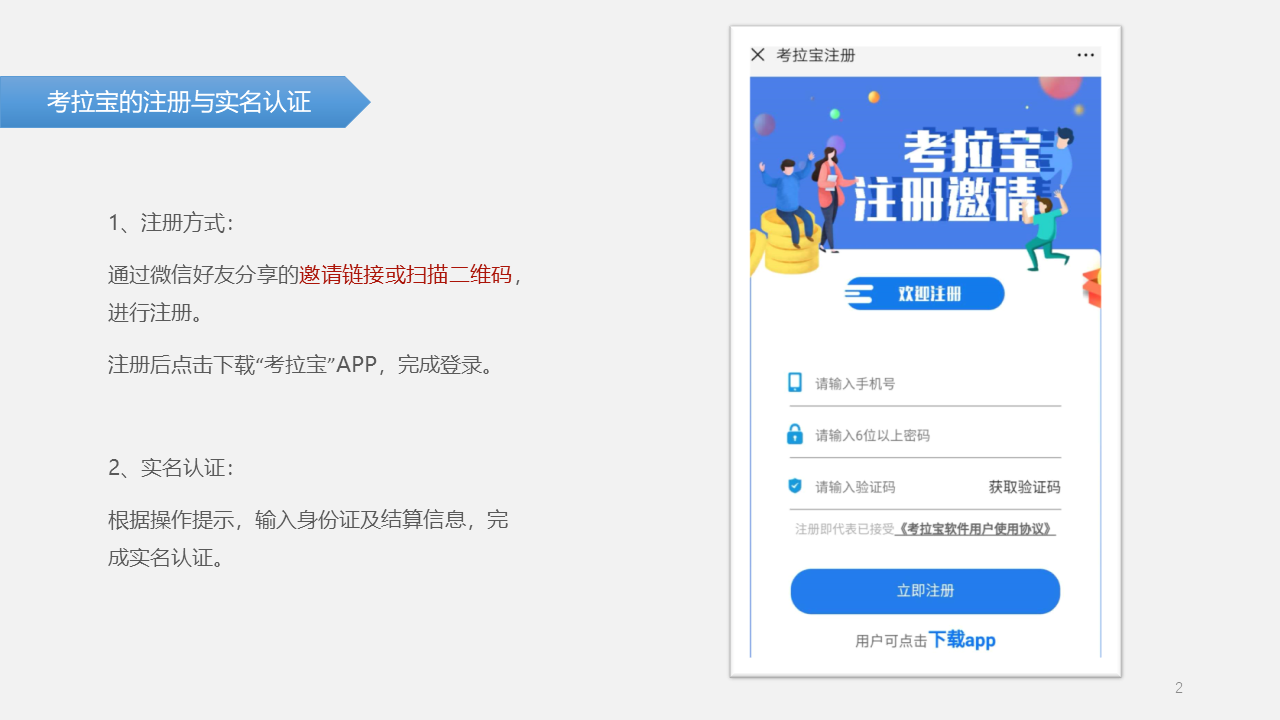 考拉宝的注册与实名认证
1、注册方式：
通过微信好友分享的邀请链接或扫描二维码，
进行注册。
注册后点击下载“考拉宝”APP，完成登录。
2、实名认证：
根据操作提示，输入身份证及结算信息，完
成实名认证。
考拉宝注册
考拉宝
注册邀请
欢迎注册
请输入手机号
请输入6位以上密码
请输入验证码 获取验证码
注册即代表已接受《考拉宝软件用户使用协议》
立即注册
用户可点击下载app
2